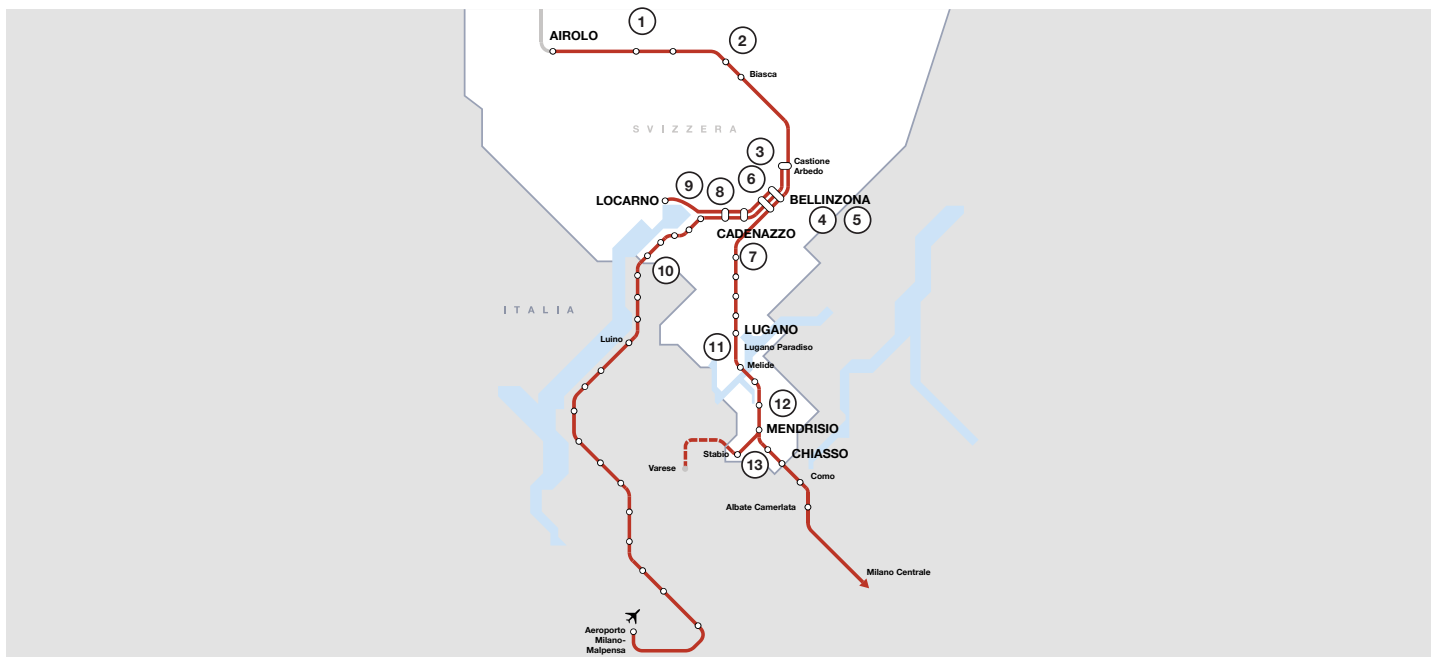 1
AIROLO
2
Biasca
SVIZZERA
3
Castione
Arbedo
6
9
8
LOCARNO
BELLINZONA
4
5
CADENAZZO
7
10
ITALIA
LUGANO
Luino
11
Lugano Paradiso
Melide
12
MENDRISIO
Stabio
CHIASSO
13
Varese
Como
Albate Camerlata
Milano Centrale
Aeroporto
Milano-
Malpensa